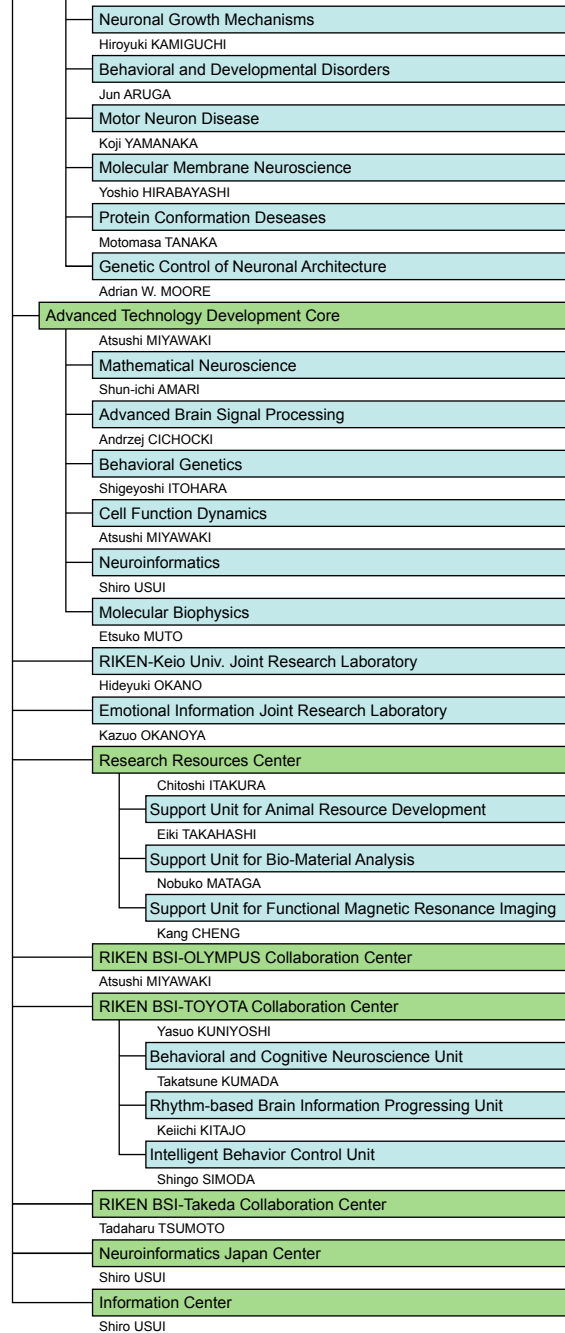 Neuronal Growth Mechanisms
Hiroyuki KAMIGUCHI
Behavioral and Developmental Disorders
Jun ARUGA
Motor Neuron Disease
Koji YAMANAKA
Molecular Membrane Neuroscience
Yoshio HIRABAYASHI
Protein Conformation Deseases
Motomasa TANAKA
Genetic Control of Neuronal Architecture
Adrian W. MOORE
Advanced Technology Development Core
Atsushi MIYAWAKI
Mathematical Neuroscience
Shun-ichi AMARI
Advanced Brain Signal Processing
Andrzej CICHOCKI
Behavioral Genetics
Shigeyoshi ITOHARA
Cell Function Dynamics
Atsushi MIYAWAKI
Neuroinformatics
Shiro USUI
Molecular Biophysics
Etsuko MUTO
RIKEN-Keio Univ. Joint Research Laboratory
Hideyuki OKANO
Emotional Information Joint Research Laboratory
Kazuo OKANOYA
Research Resources Center
Chitoshi ITAKURA
Support Unit for Animal Resource Development
Eiki TAKAHASHI
Support Unit for Bio-Material Analysis
Nobuko MATAGA
Support Unit for Functional Magnetic Resonance Imaging
Kang CHENG
RIKEN BSI-OLYMPUS Collaboration Center
Atsushi MIYAWAKI
RIKEN BSI-TOYOTA Collaboration Center
Yasuo KUNIYOSHI
Behavioral and Cognitive Neuroscience Unit
Takatsune KUMADA
Rhythm-based Brain Information Progressing Unit
Keiichi KITAJO
Intelligent Behavior Control Unit
Shingo SIMODA
RIKEN BSI-Takeda Collaboration Center
Tadaharu TSUMOTO
Neuroinformatics Japan Center
Shiro USUI
Information Center
Shiro USUI